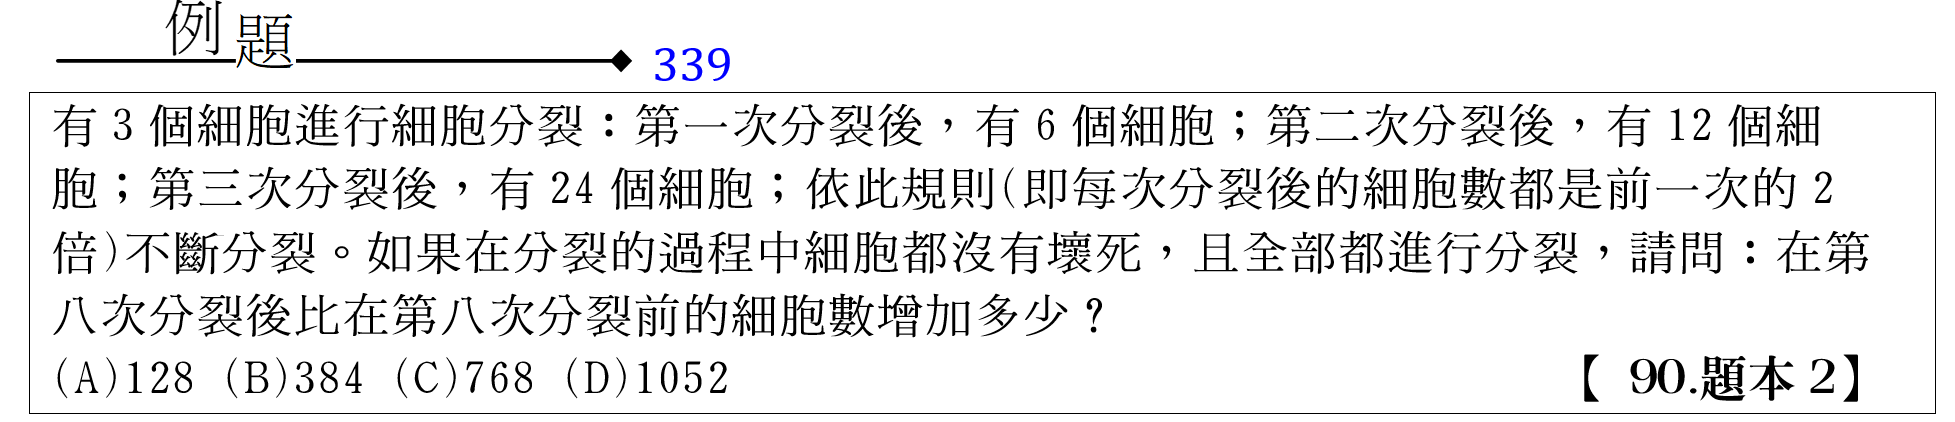 例題 339
有 3 個細胞進行細胞分裂：第一次分裂後，有 6 個細胞；第二次分裂後，有 12 個細
胞；第三次分裂後，有 24 個細胞；依此規則(即每次分裂後的細胞數都是前一次的 2
倍)不斷分裂。如果在分裂的過程中細胞都沒有壞死，且全部都進行分裂，請問：在第
八次分裂後比在第八次分裂前的細胞數增加多少？
(A)128 (B)384 (C)768 (D)1052 【 90.題本 2】